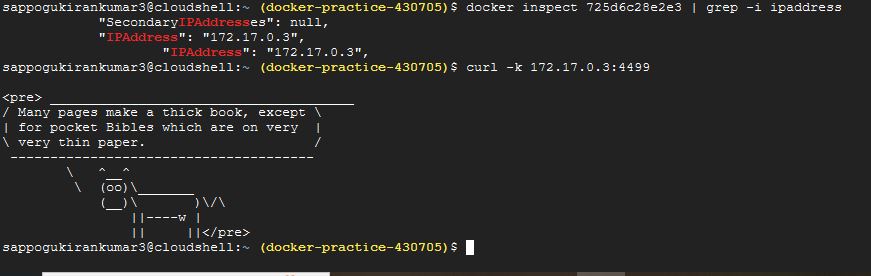 sappogukirankumar3@cloudshell:~ (docker-practice-430705)$ docker inspect 725d6c28e2e3 | grep -i ipaddress
            "SecondaryIPAddresses": null,
            "IPAddress": "172.17.0.3",
                    "IPAddress": "172.17.0.3",
sappogukirankumar3@cloudshell:~ (docker-practice-430705)$ curl -k 172.17.0.3:4499

<pre> ______________________________________
/ Many pages make a thick book, except \
| for pocket Bibles which are on very  |
\ very thin paper.                     /
 --------------------------------------
        \   ^__^
         \  (oo)\_______
            (__)\       )\/\
                ||----w |
                ||     ||</pre>
sappogukirankumar3@cloudshell:~ (docker-practice-430705)$